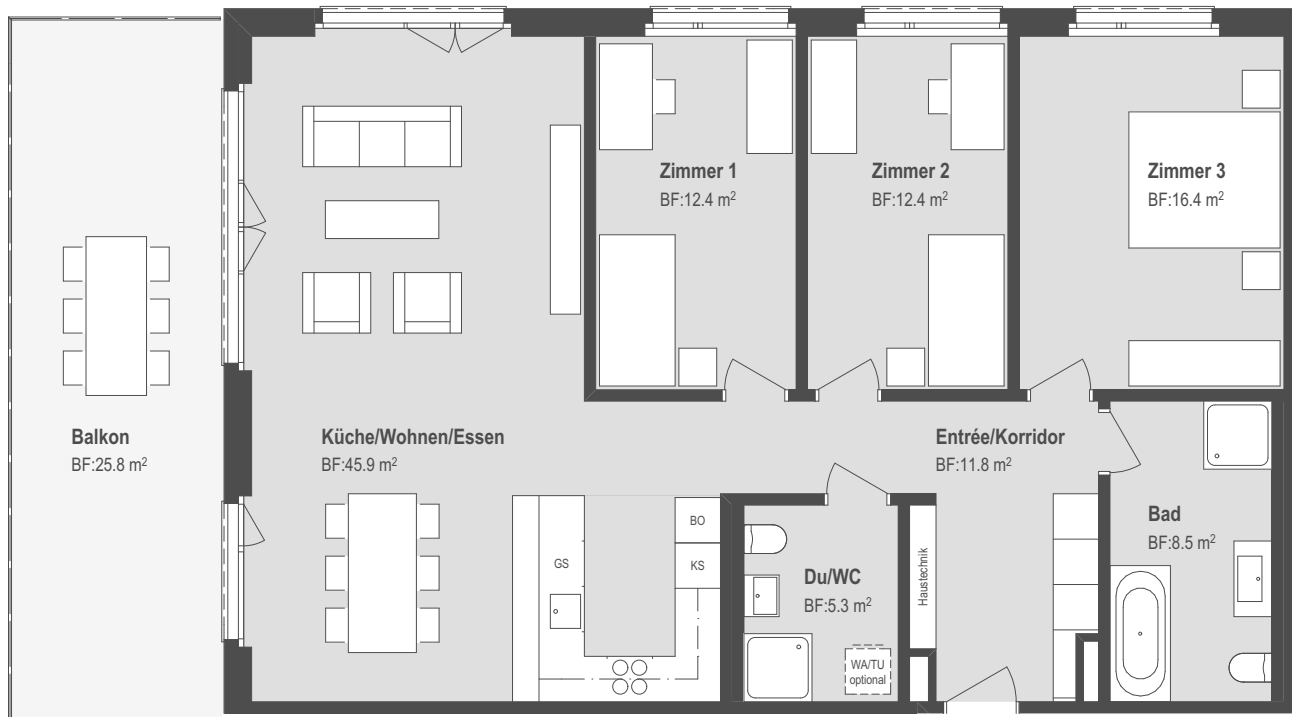 Zimmer 1
BF:12.4 m²
Zimmer 2
BF:12.4 m²
Zimmer 3
BF:16.4 m²
Balkon
BF:25.8 m²
Küche/Wohnen/Essen
BF:45.9 m²
Entrée/Korridor
BF:11.8 m²
BO
GS
KS
Du/WC
BF:5.3 m²
Haustechnik
Bad
BF:8.5 m²
WA/TU
optional